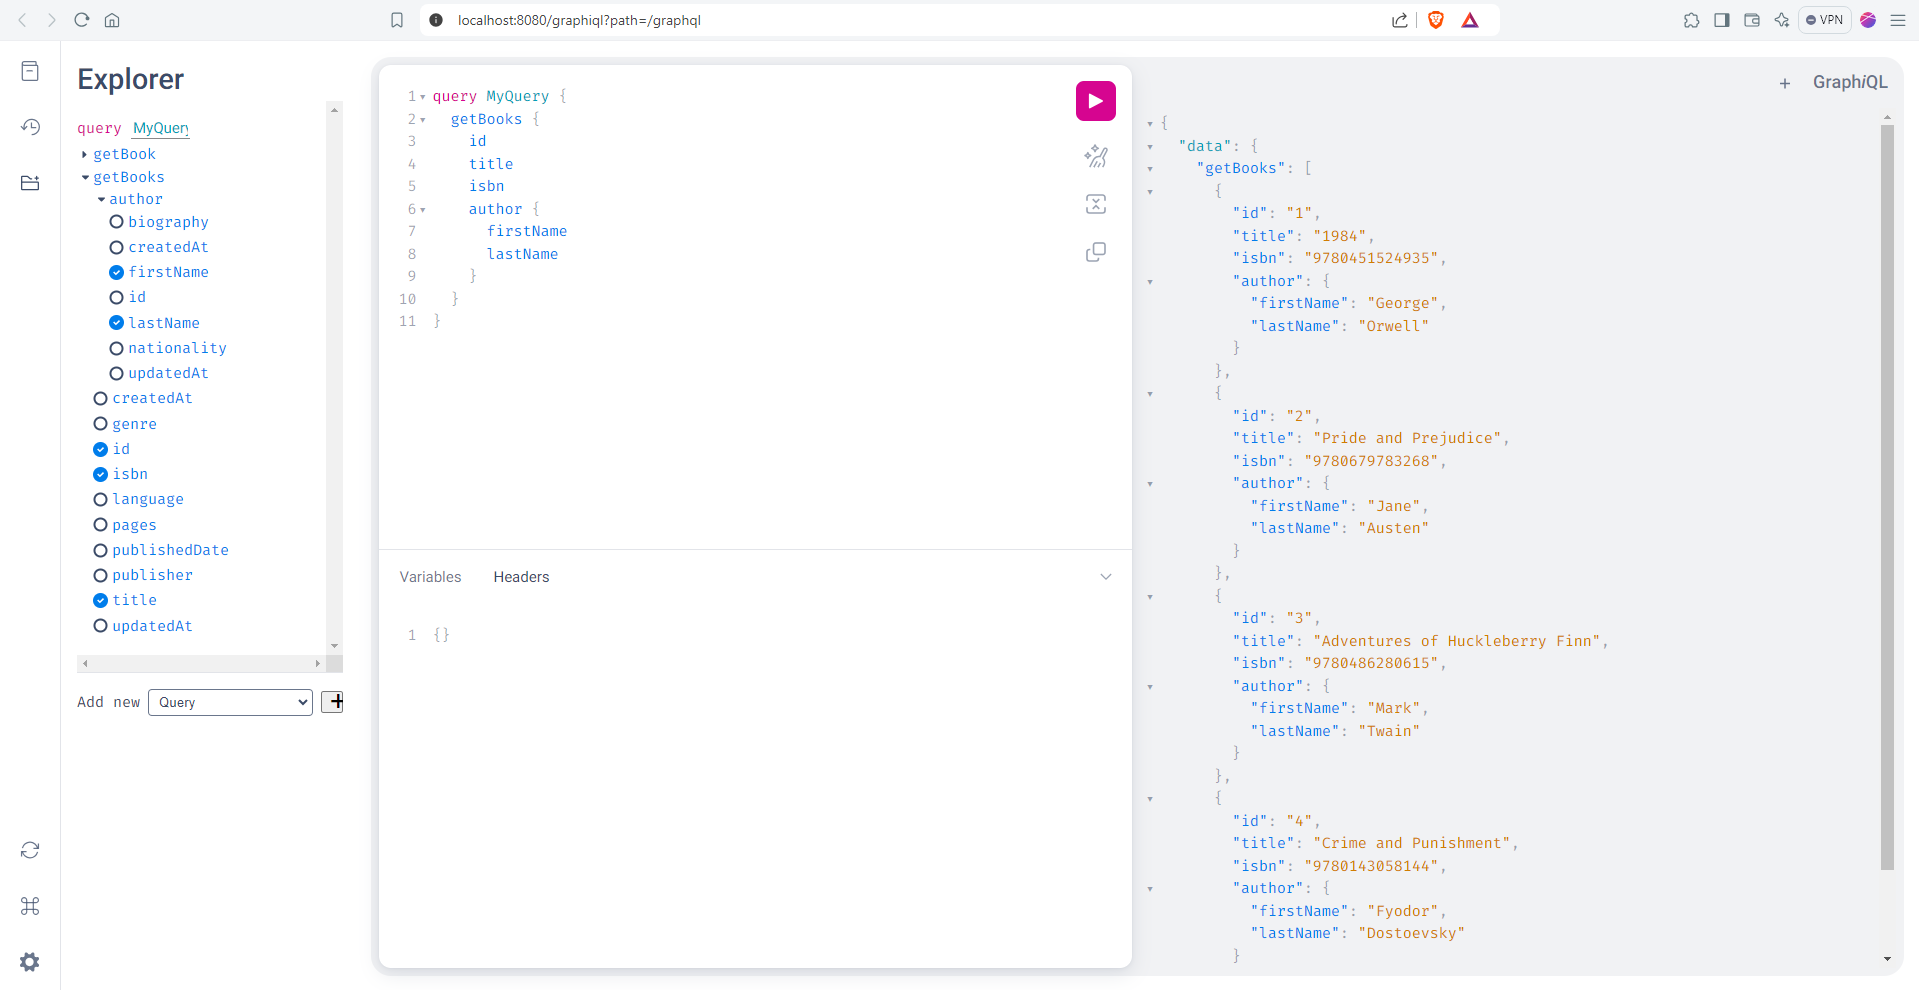 localhost:8080/graphiql?path=/graphql
VPN
Explorer
query MyQuery
getBook
getBooks
author
biography
createdAt
firstName
id
lastName
nationality
updatedAt
createdAt
genre
id
isbn
language
pages
publishedDate
publisher
title
updatedAt
Add new Query +
1 query MyQuery {
2 getBooks {
3 id
4 title
5 isbn
6 author {
7 firstName
8 lastName
9 }
10 }
11 }
Variables Headers
1 {}
+ GraphiQL
{
"data": {
"getBooks": [
{
"id": "1",
"title": "1984",
"isbn": "9780451524935",
"author": {
"firstName": "George",
"lastName": "Orwell"
}
},
{
"id": "2",
"title": "Pride and Prejudice",
"isbn": "9780679783268",
"author": {
"firstName": "Jane",
"lastName": "Austen"
}
},
{
"id": "3",
"title": "Adventures of Huckleberry Finn",
"isbn": "9780486280615",
"author": {
"firstName": "Mark",
"lastName": "Twain"
}
},
{
"id": "4",
"title": "Crime and Punishment",
"isbn": "9780143058144",
"author": {
"firstName": "Fyodor",
"lastName": "Dostoevsky"
}